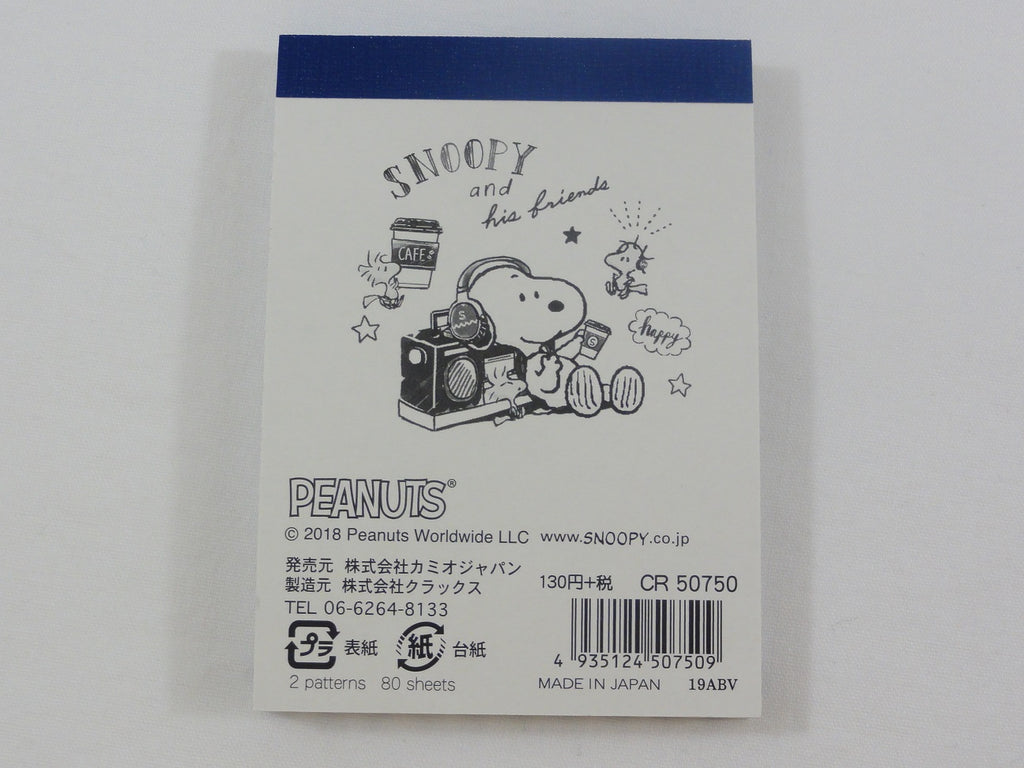 SNOOPY
and
his friends
CAFE
S
S
happy
PEANUTS®
© 2018 Peanuts Worldwide LLC www.SNOOPY.co.jp
発売元 株式会社カミオジャパン
製造元 株式会社クラックス
130円+税 CR 50750
TEL 06-6264-8133
プラ 表紙 紙 台紙
4 935124 507509
2 patterns 80 sheets
MADE IN JAPAN 19ABV